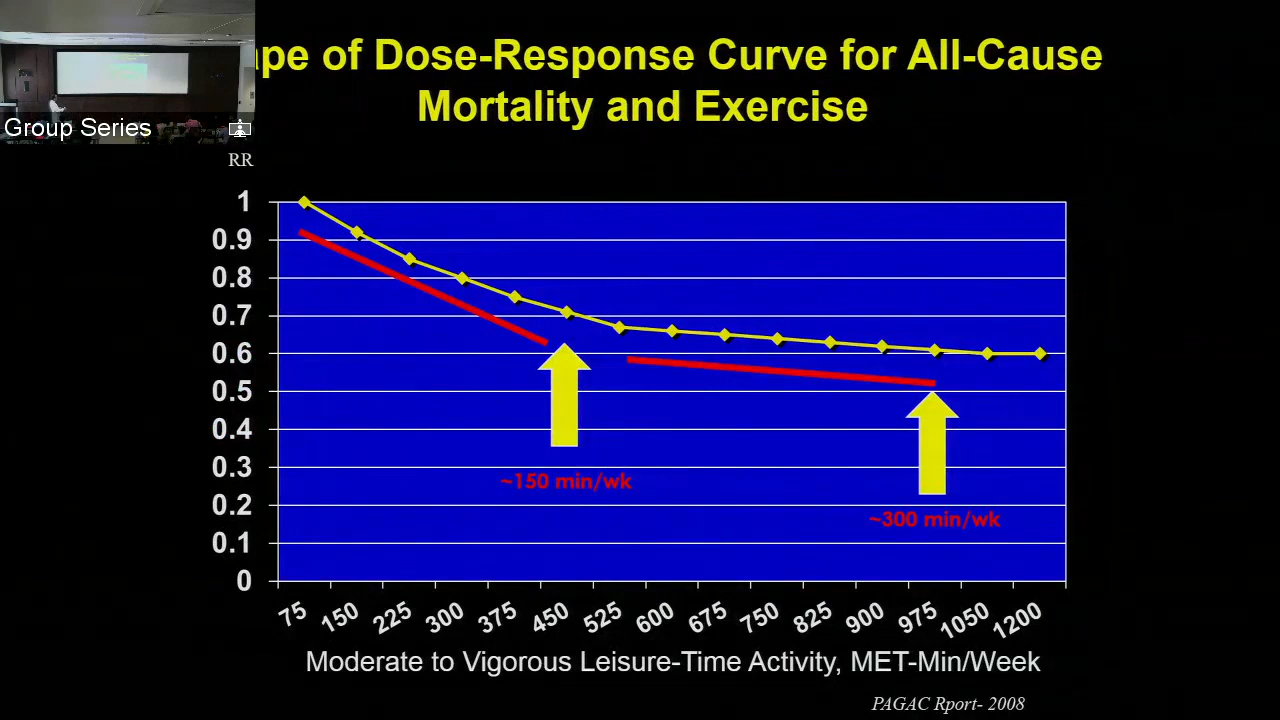 pe of Dose-Response Curve for All-Cause
Mortality and Exercise
Group Series
RR
1
0.9
0.8
0.7
0.6
0.5
0.4
0.3
0.2
0.1
0
~150 min/wk
~300 min/wk
75 150 225 300 375 450 525 600 675 750 825 900 975 1050 1200
Moderate to Vigorous Leisure-Time Activity, MET-Min/Week
PAGAC Rport- 2008